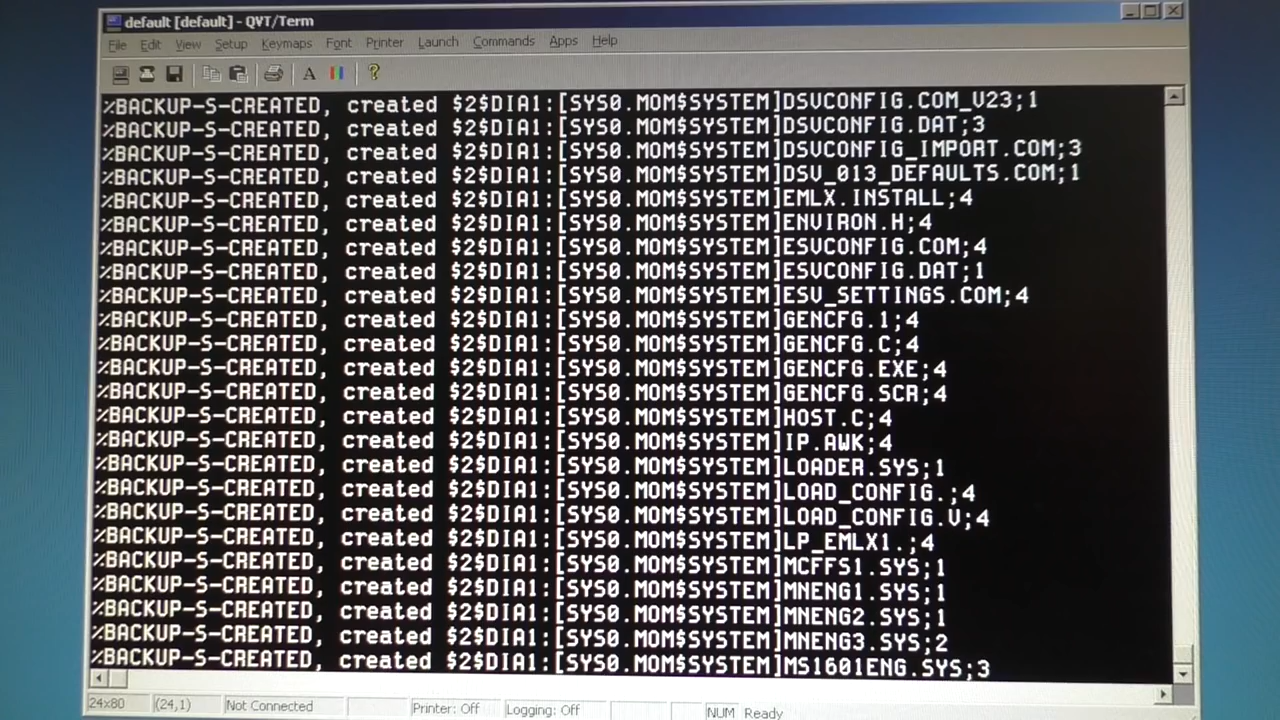 default [default] - QVT/Term
File Edit View Setup Keymaps Font Printer Launch Commands Apps Help
%BACKUP-S-CREATED, created $2$DIA1:[SYS0.MOM$SYSTEM]DSVCONFIG.COM_V23;1
%BACKUP-S-CREATED, created $2$DIA1:[SYS0.MOM$SYSTEM]DSVCONFIG.DAT;3
%BACKUP-S-CREATED, created $2$DIA1:[SYS0.MOM$SYSTEM]DSVCONFIG_IMPORT.COM;3
%BACKUP-S-CREATED, created $2$DIA1:[SYS0.MOM$SYSTEM]DSV_013_DEFAULTS.COM;1
%BACKUP-S-CREATED, created $2$DIA1:[SYS0.MOM$SYSTEM]EMLX.INSTALL;4
%BACKUP-S-CREATED, created $2$DIA1:[SYS0.MOM$SYSTEM]ENVIRON.H;4
%BACKUP-S-CREATED, created $2$DIA1:[SYS0.MOM$SYSTEM]ESVCONFIG.COM;4
%BACKUP-S-CREATED, created $2$DIA1:[SYS0.MOM$SYSTEM]ESVCONFIG.DAT;1
%BACKUP-S-CREATED, created $2$DIA1:[SYS0.MOM$SYSTEM]ESV_SETTINGS.COM;4
%BACKUP-S-CREATED, created $2$DIA1:[SYS0.MOM$SYSTEM]GENCFG.1;4
%BACKUP-S-CREATED, created $2$DIA1:[SYS0.MOM$SYSTEM]GENCFG.C;4
%BACKUP-S-CREATED, created $2$DIA1:[SYS0.MOM$SYSTEM]GENCFG.EXE;4
%BACKUP-S-CREATED, created $2$DIA1:[SYS0.MOM$SYSTEM]GENCFG.SCR;4
%BACKUP-S-CREATED, created $2$DIA1:[SYS0.MOM$SYSTEM]HOST.C;4
%BACKUP-S-CREATED, created $2$DIA1:[SYS0.MOM$SYSTEM]IP.AWK;4
%BACKUP-S-CREATED, created $2$DIA1:[SYS0.MOM$SYSTEM]LOADER.SYS;1
%BACKUP-S-CREATED, created $2$DIA1:[SYS0.MOM$SYSTEM]LOAD_CONFIG.;4
%BACKUP-S-CREATED, created $2$DIA1:[SYS0.MOM$SYSTEM]LOAD_CONFIG.V;4
%BACKUP-S-CREATED, created $2$DIA1:[SYS0.MOM$SYSTEM]LP_EMLX1.;4
%BACKUP-S-CREATED, created $2$DIA1:[SYS0.MOM$SYSTEM]MCFFS1.SYS;1
%BACKUP-S-CREATED, created $2$DIA1:[SYS0.MOM$SYSTEM]MNENG1.SYS;1
%BACKUP-S-CREATED, created $2$DIA1:[SYS0.MOM$SYSTEM]MNENG2.SYS;1
%BACKUP-S-CREATED, created $2$DIA1:[SYS0.MOM$SYSTEM]MNENG3.SYS;2
%BACKUP-S-CREATED, created $2$DIA1:[SYS0.MOM$SYSTEM]MS1601ENG.SYS;3
24x80 (24,1) Not Connected Printer: Off Logging: Off NUM Ready